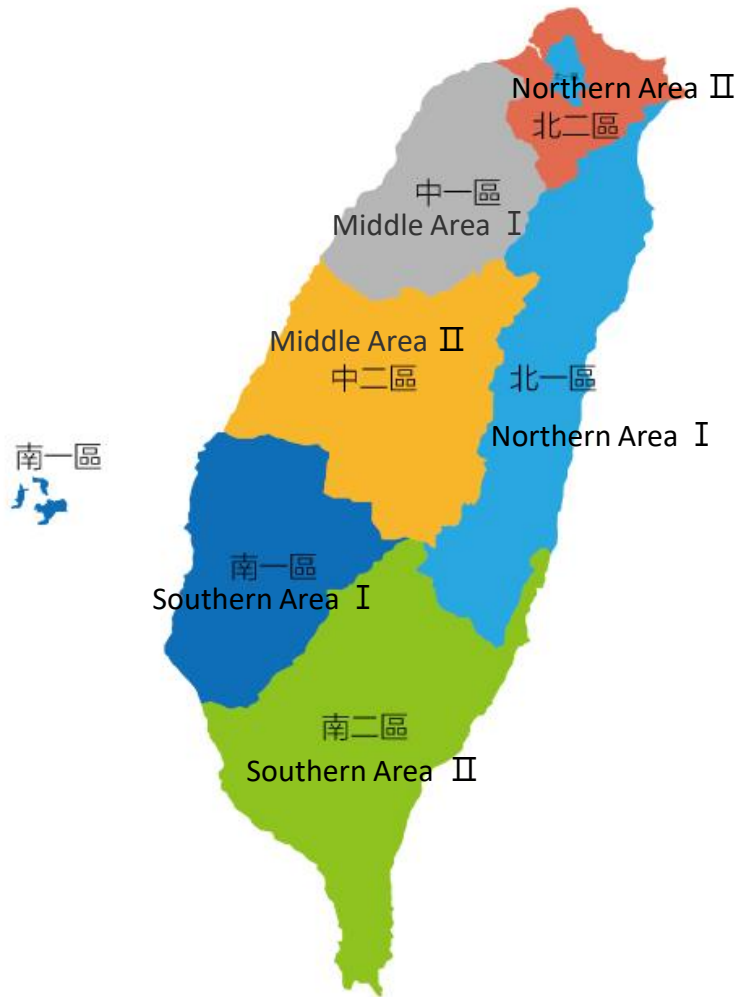 Northern Area Ⅱ
北二區
中一區
Middle Area Ⅰ
Middle Area Ⅱ
中二區
北一區
Northern Area Ⅰ
南一區
南一區
Southern Area Ⅰ
南二區
Southern Area Ⅱ